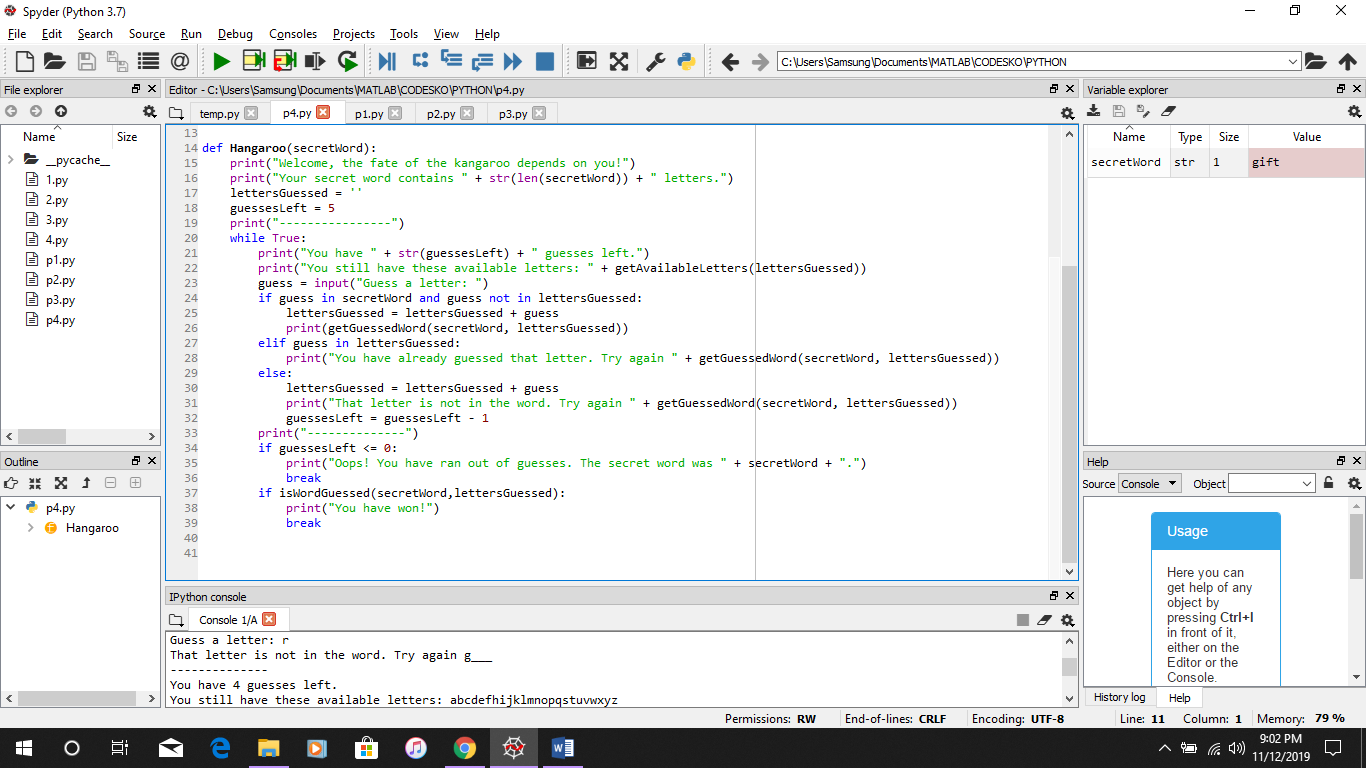 Spyder (Python 3.7)
File Edit Search Source Run Debug Consoles Projects Tools View Help
C:\Users\Samsung\Documents\MATLAB\CODESKO\PYTHON
File explorer
Name Size
__pycache__
1.py
2.py
3.py
4.py
p1.py
p2.py
p3.py
p4.py
Outline
p4.py
Hangaroo
Editor - C:\Users\Samsung\Documents\MATLAB\CODESKO\PYTHON\p4.py
temp.py p4.py p1.py p2.py p3.py
13
14 def Hangaroo(secretWord):
15     print("Welcome, the fate of the kangaroo depends on you!")
16     print("Your secret word contains " + str(len(secretWord)) + " letters.")
17     lettersGuessed = ''
18     guessesLeft = 5
19     print("----------------")
20     while True:
21         print("You have " + str(guessesLeft) + " guesses left.")
22         print("You still have these available letters: " + getAvailableLetters(lettersGuessed))
23         guess = input("Guess a letter: ")
24         if guess in secretWord and guess not in lettersGuessed:
25             lettersGuessed = lettersGuessed + guess
26             print(getGuessedWord(secretWord, lettersGuessed))
27         elif guess in lettersGuessed:
28             print("You have already guessed that letter. Try again " + getGuessedWord(secretWord, lettersGuessed))
29         else:
30             lettersGuessed = lettersGuessed + guess
31             print("That letter is not in the word. Try again " + getGuessedWord(secretWord, lettersGuessed))
32             guessesLeft = guessesLeft - 1
33         print("--------------")
34         if guessesLeft <= 0:
35             print("Oops! You have ran out of guesses. The secret word was " + secretWord + ".")
36             break
37         if isWordGuessed(secretWord,lettersGuessed):
38             print("You have won!")
39             break
40
41
IPython console
Console 1/A
Guess a letter: r
That letter is not in the word. Try again g___
--------------
You have 4 guesses left.
You still have these available letters: abcdefhijklmnopqstuvwxyz
Variable explorer
Name Type Size Value
secretWord str 1 gift
Help
Source Console Object
Usage
Here you can
get help of any
object by
pressing Ctrl+I
in front of it,
either on the
Editor or the
Console.
History log Help
Permissions: RW End-of-lines: CRLF Encoding: UTF-8 Line: 11 Column: 1 Memory: 79 %
9:02 PM
11/12/2019